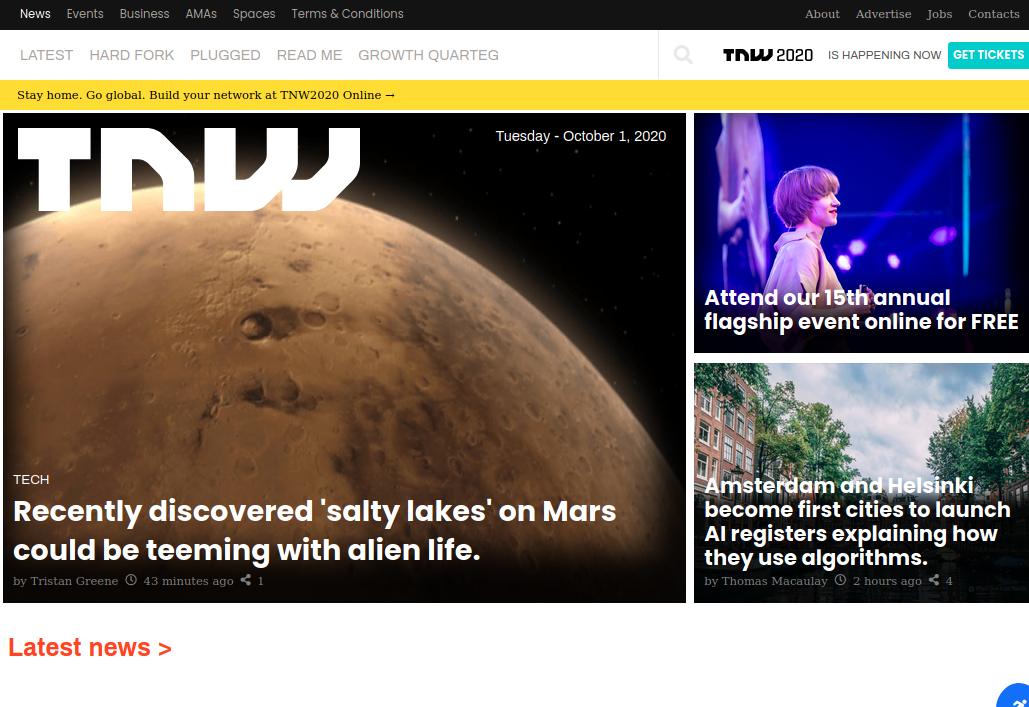 News Events Business AMAs Spaces Terms & Conditions About Advertise Jobs Contacts
LATEST HARD FORK PLUGGED READ ME GROWTH QUARTEG TNW 2020 IS HAPPENING NOW GET TICKETS
Stay home. Go global. Build your network at TNW2020 Online →
TNW
Tuesday - October 1, 2020
TECH
Recently discovered 'salty lakes' on Mars
could be teeming with alien life.
by Tristan Greene 43 minutes ago 1
Attend our 15th annual
flagship event online for FREE
Amsterdam and Helsinki
become first cities to launch
AI registers explaining how
they use algorithms.
by Thomas Macaulay 2 hours ago 4
Latest news >